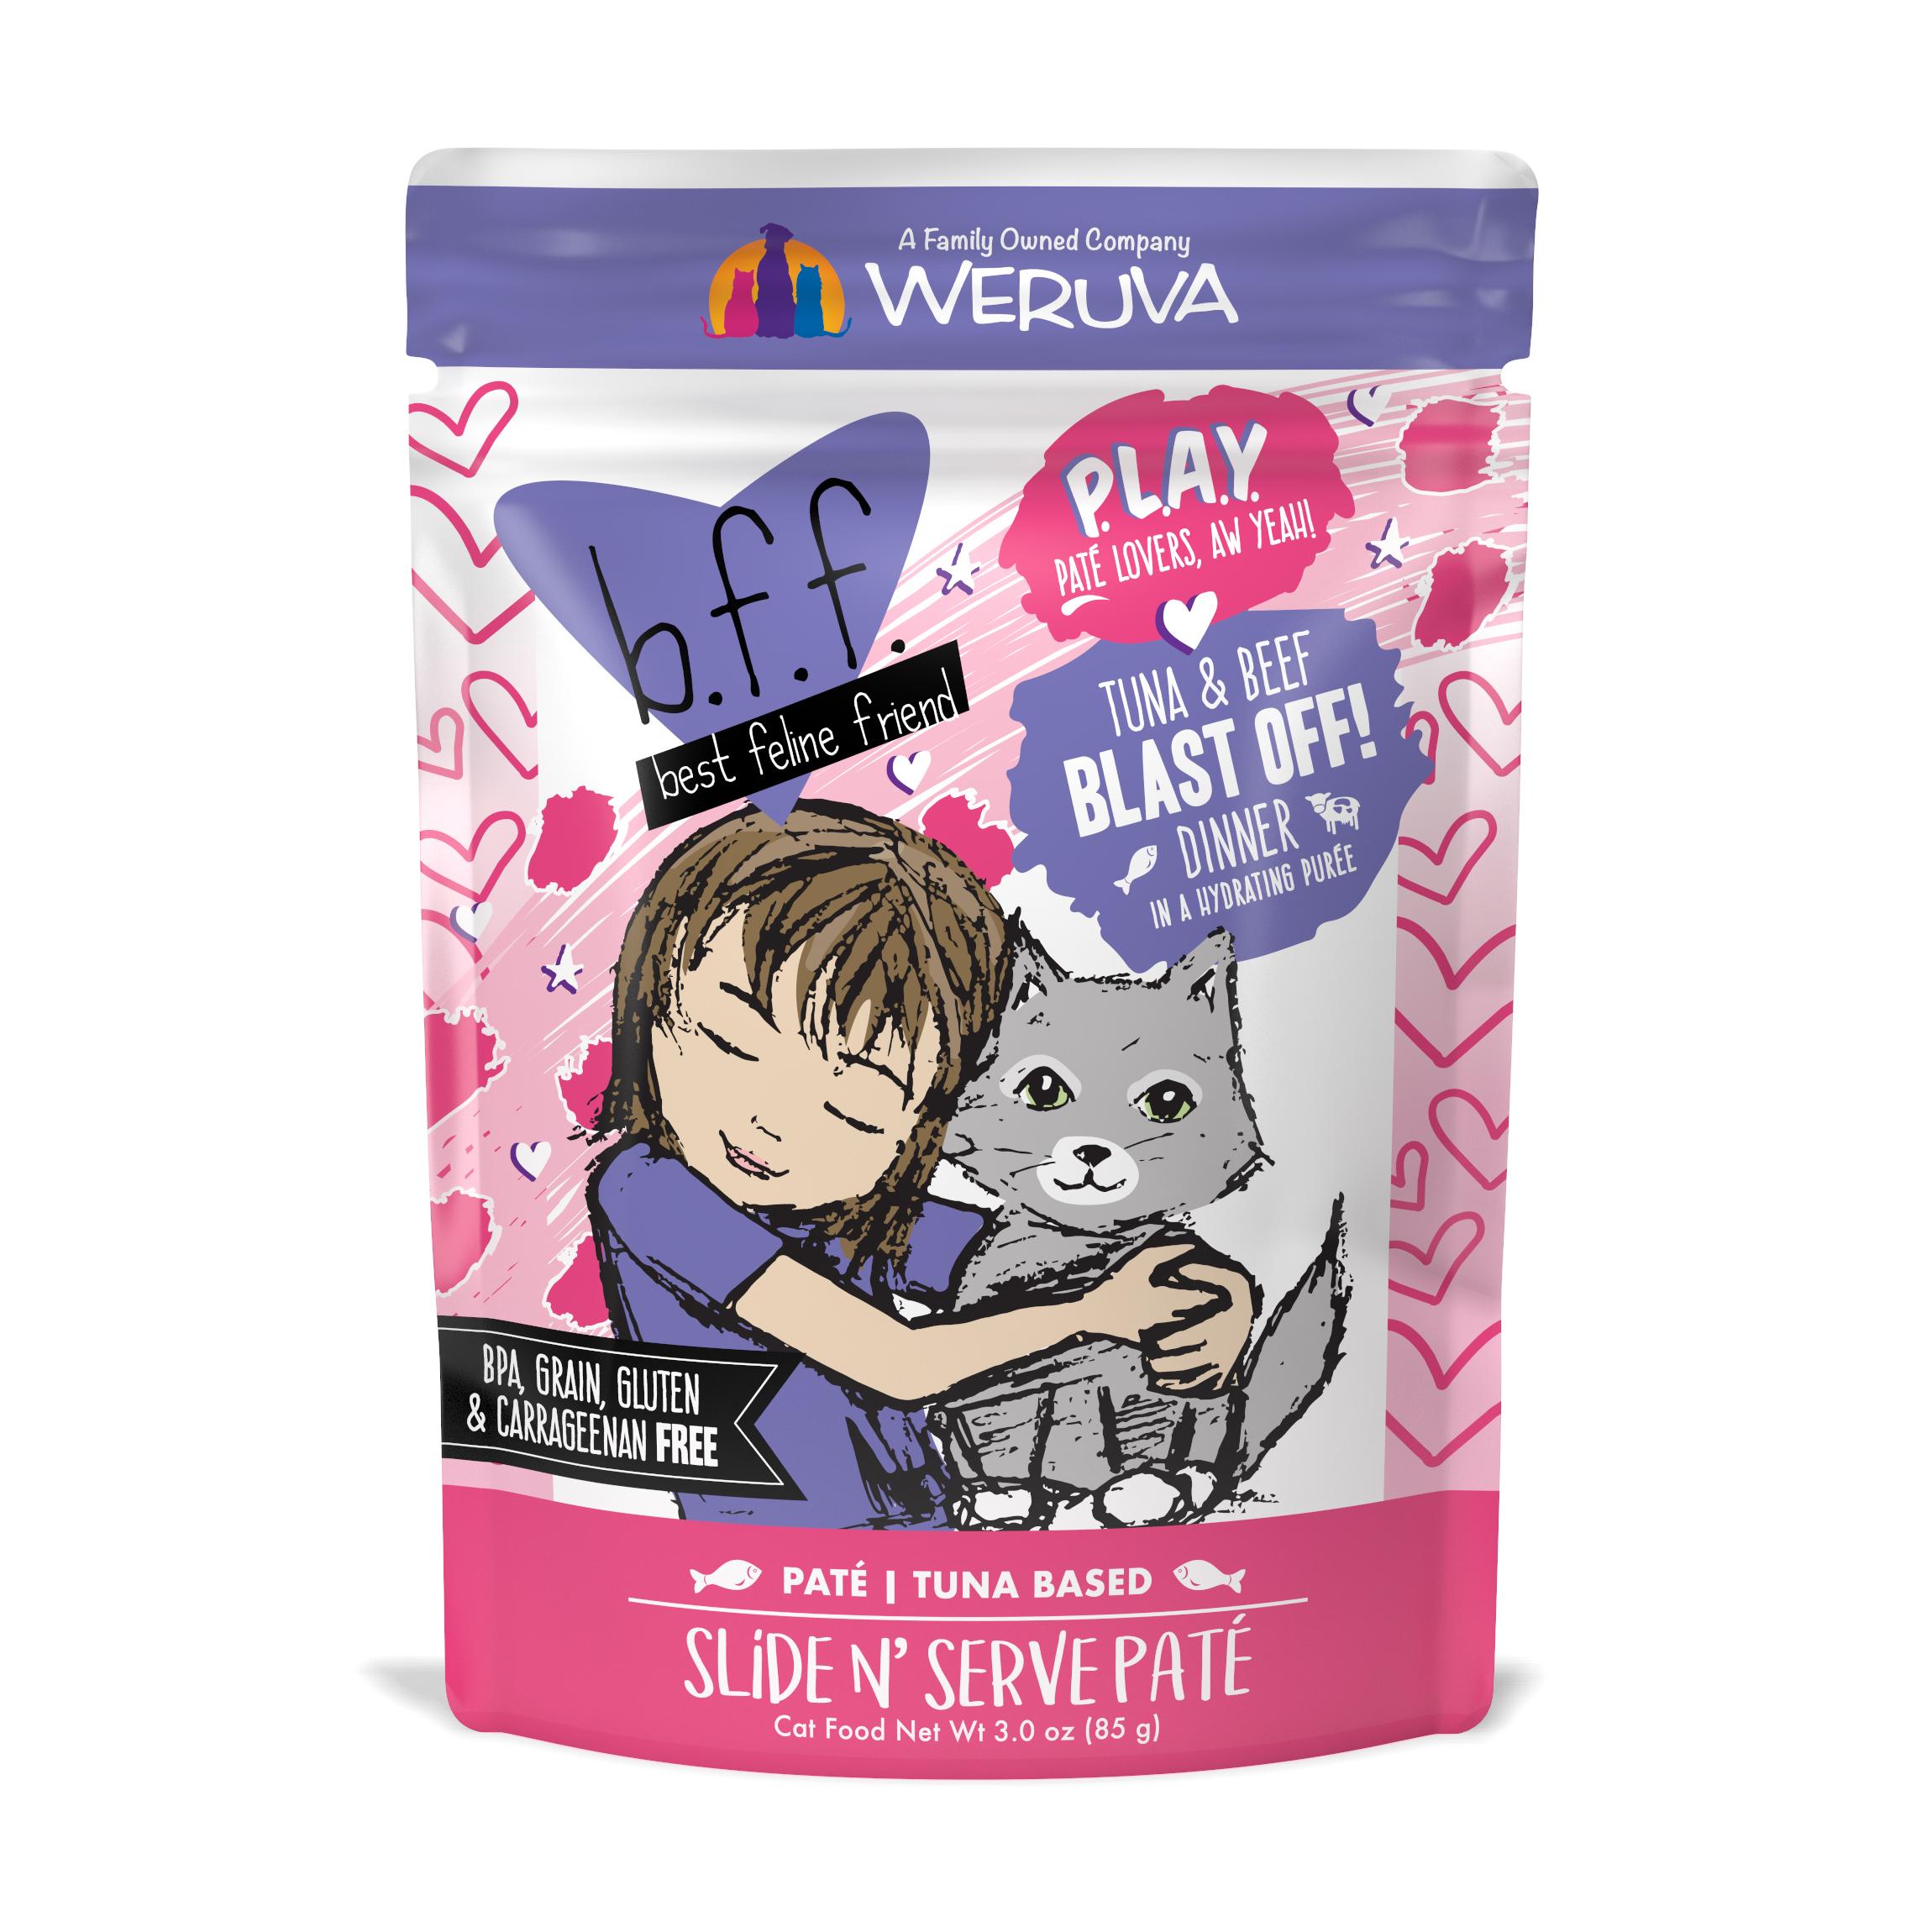 A Family Owned Company
WERUVA
b.f.f.
best feline friend
P.L.A.Y.
PATÉ LOVERS, AW YEAH!
TUNA & BEEF
BLAST OFF!
DINNER
IN A HYDRATING PURÉE
BPA, GRAIN, GLUTEN
& CARRAGEENAN FREE
PATÉ | TUNA BASED
SLiDE N' SERVE PATÉ
Cat Food Net Wt 3.0 oz (85 g)